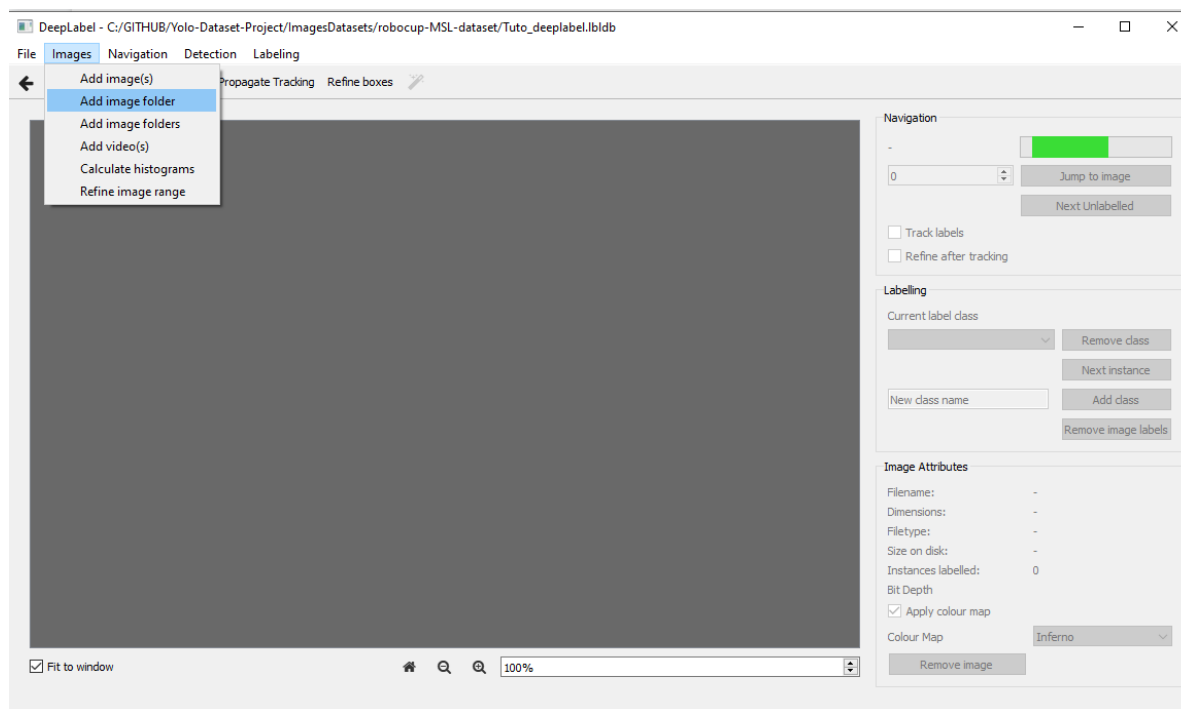 DeepLabel - C:/GITHUB/Yolo-Dataset-Project/ImagesDatasets/robocup-MSL-dataset/Tuto_deeplabel.lbldb
File Images Navigation Detection Labeling
Propagate Tracking Refine boxes
Add image(s)
Add image folder
Add image folders
Add video(s)
Calculate histograms
Refine image range
Navigation
-
0 Jump to image
Next Unlabelled
Track labels
Refine after tracking
Labelling
Current label class
Remove class
Next instance
New class name Add class
Remove image labels
Image Attributes
Filename: -
Dimensions: -
Filetype: -
Size on disk: -
Instances labelled: 0
Bit Depth
Apply colour map
Colour Map Inferno
Remove image
Fit to window 100%